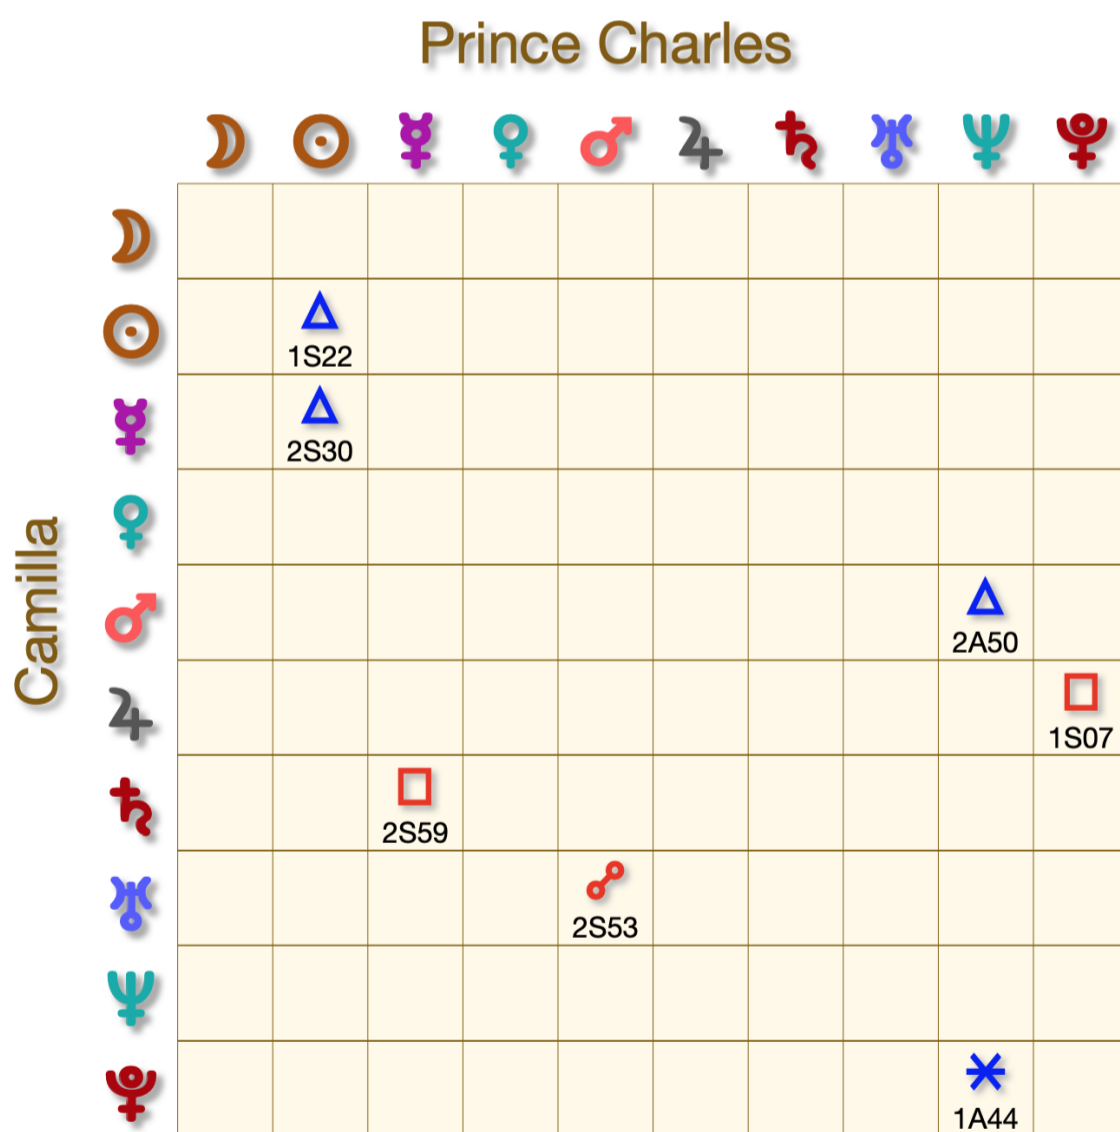 Prince Charles
☽ ☉ ☿ ♀ ♂ ♃ ♄ ♅ ♆ ♇
Camilla
☽
☉
△
1S22
☿
△
2S30
♀
♂
△
2A50
♃
□
1S07
♄
□
2S59
♅
☍
2S53
♆
♇
⚹
1A44